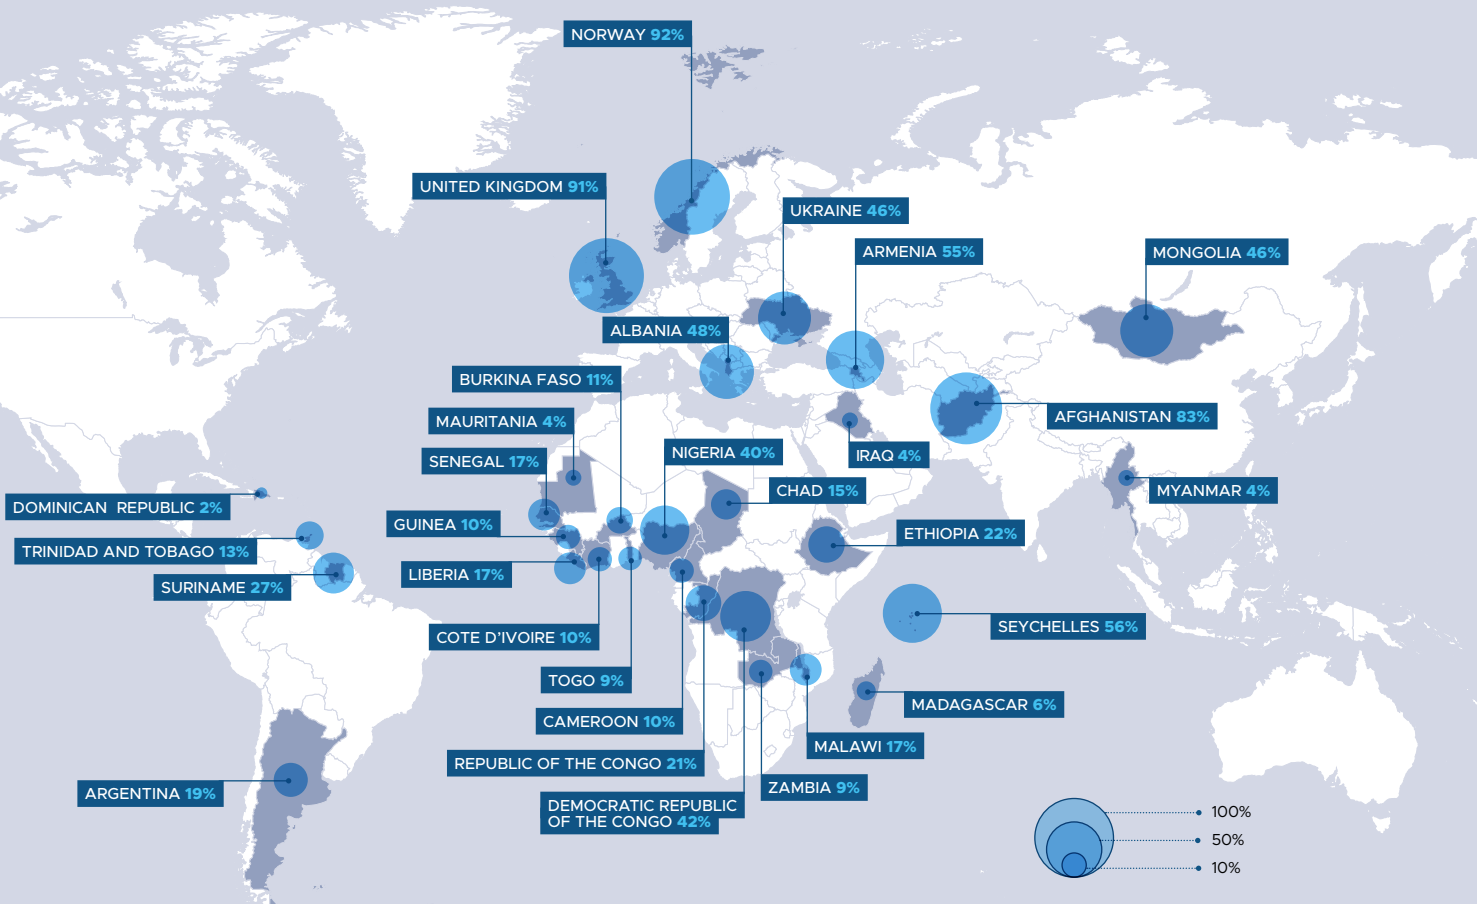 NORWAY 92%
UNITED KINGDOM 91%
UKRAINE 46%
ARMENIA 55%
MONGOLIA 46%
ALBANIA 48%
BURKINA FASO 11%
AFGHANISTAN 83%
MAURITANIA 4%
NIGERIA 40%
IRAQ 4%
SENEGAL 17%
CHAD 15%
MYANMAR 4%
DOMINICAN REPUBLIC 2%
GUINEA 10%
ETHIOPIA 22%
TRINIDAD AND TOBAGO 13%
LIBERIA 17%
SURINAME 27%
SEYCHELLES 56%
COTE D'IVOIRE 10%
TOGO 9%
MADAGASCAR 6%
CAMEROON 10%
MALAWI 17%
REPUBLIC OF THE CONGO 21%
ZAMBIA 9%
ARGENTINA 19%
DEMOCRATIC REPUBLIC
OF THE CONGO 42%
100%
50%
10%